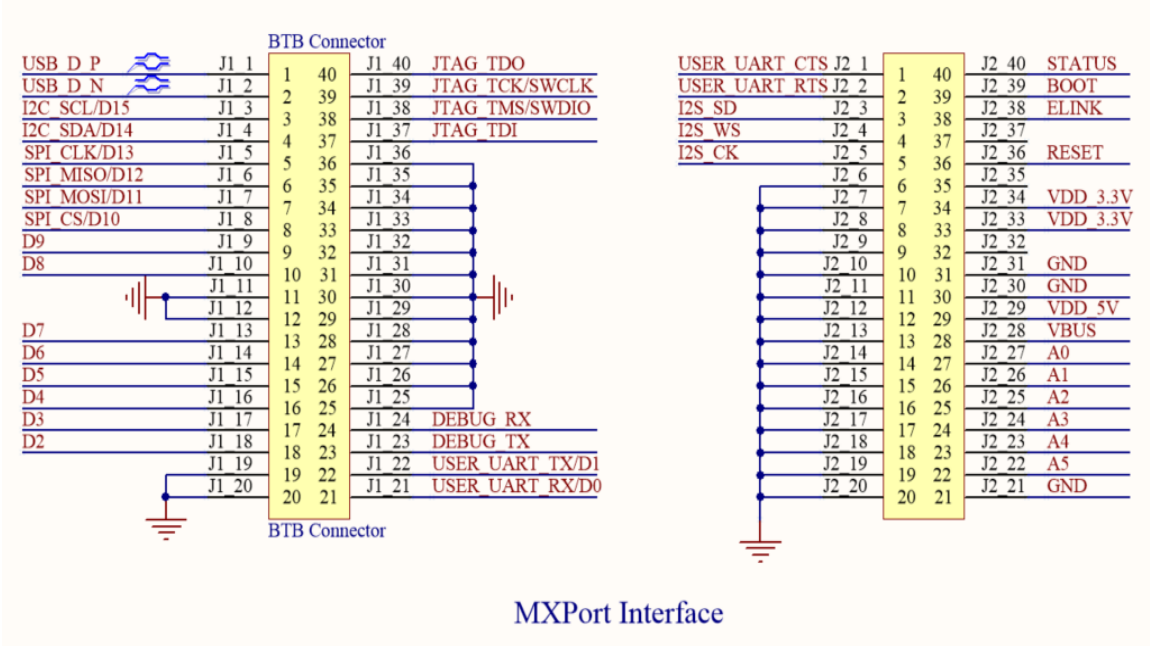 BTB Connector
USB_D_P J1_1 1 40 J1_40 JTAG_TDO
USB_D_N J1_2 2 39 J1_39 JTAG_TCK/SWCLK
I2C_SCL/D15 J1_3 3 38 J1_38 JTAG_TMS/SWDIO
I2C_SDA/D14 J1_4 4 37 J1_37 JTAG_TDI
SPI_CLK/D13 J1_5 5 36 J1_36
SPI_MISO/D12 J1_6 6 35 J1_35
SPI_MOSI/D11 J1_7 7 34 J1_34
SPI_CS/D10 J1_8 8 33 J1_33
D9 J1_9 9 32 J1_32
D8 J1_10 10 31 J1_31
J1_11 11 30 J1_30
J1_12 12 29 J1_29
D7 J1_13 13 28 J1_28
D6 J1_14 14 27 J1_27
D5 J1_15 15 26 J1_26
D4 J1_16 16 25 J1_25
D3 J1_17 17 24 J1_24 DEBUG_RX
D2 J1_18 18 23 J1_23 DEBUG_TX
J1_19 19 22 J1_22 USER_UART_TX/D1
J1_20 20 21 J1_21 USER_UART_RX/D0
BTB Connector
USER_UART_CTS J2_1 1 40 J2_40 STATUS
USER_UART_RTS J2_2 2 39 J2_39 BOOT
I2S_SD J2_3 3 38 J2_38 ELINK
I2S_WS J2_4 4 37 J2_37
I2S_CK J2_5 5 36 J2_36 RESET
J2_6 6 35 J2_35
J2_7 7 34 J2_34 VDD_3.3V
J2_8 8 33 J2_33 VDD_3.3V
J2_9 9 32 J2_32
J2_10 10 31 J2_31 GND
J2_11 11 30 J2_30 GND
J2_12 12 29 J2_29 VDD_5V
J2_13 13 28 J2_28 VBUS
J2_14 14 27 J2_27 A0
J2_15 15 26 J2_26 A1
J2_16 16 25 J2_25 A2
J2_17 17 24 J2_24 A3
J2_18 18 23 J2_23 A4
J2_19 19 22 J2_22 A5
J2_20 20 21 J2_21 GND
MXPort Interface